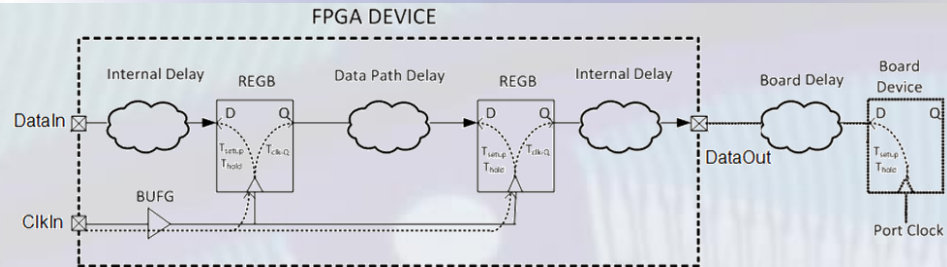 FPGA DEVICE
Internal Delay
REGB
Data Path Delay
REGB
Internal Delay
Board Delay
Board
Device
DataIn
D
Q
D
Q
D
Q
Tsetup
Thold
Tclk-Q
Tsetup
Thold
Tclk-Q
Tsetup
Thold
DataOut
BUFG
ClkIn
Port Clock